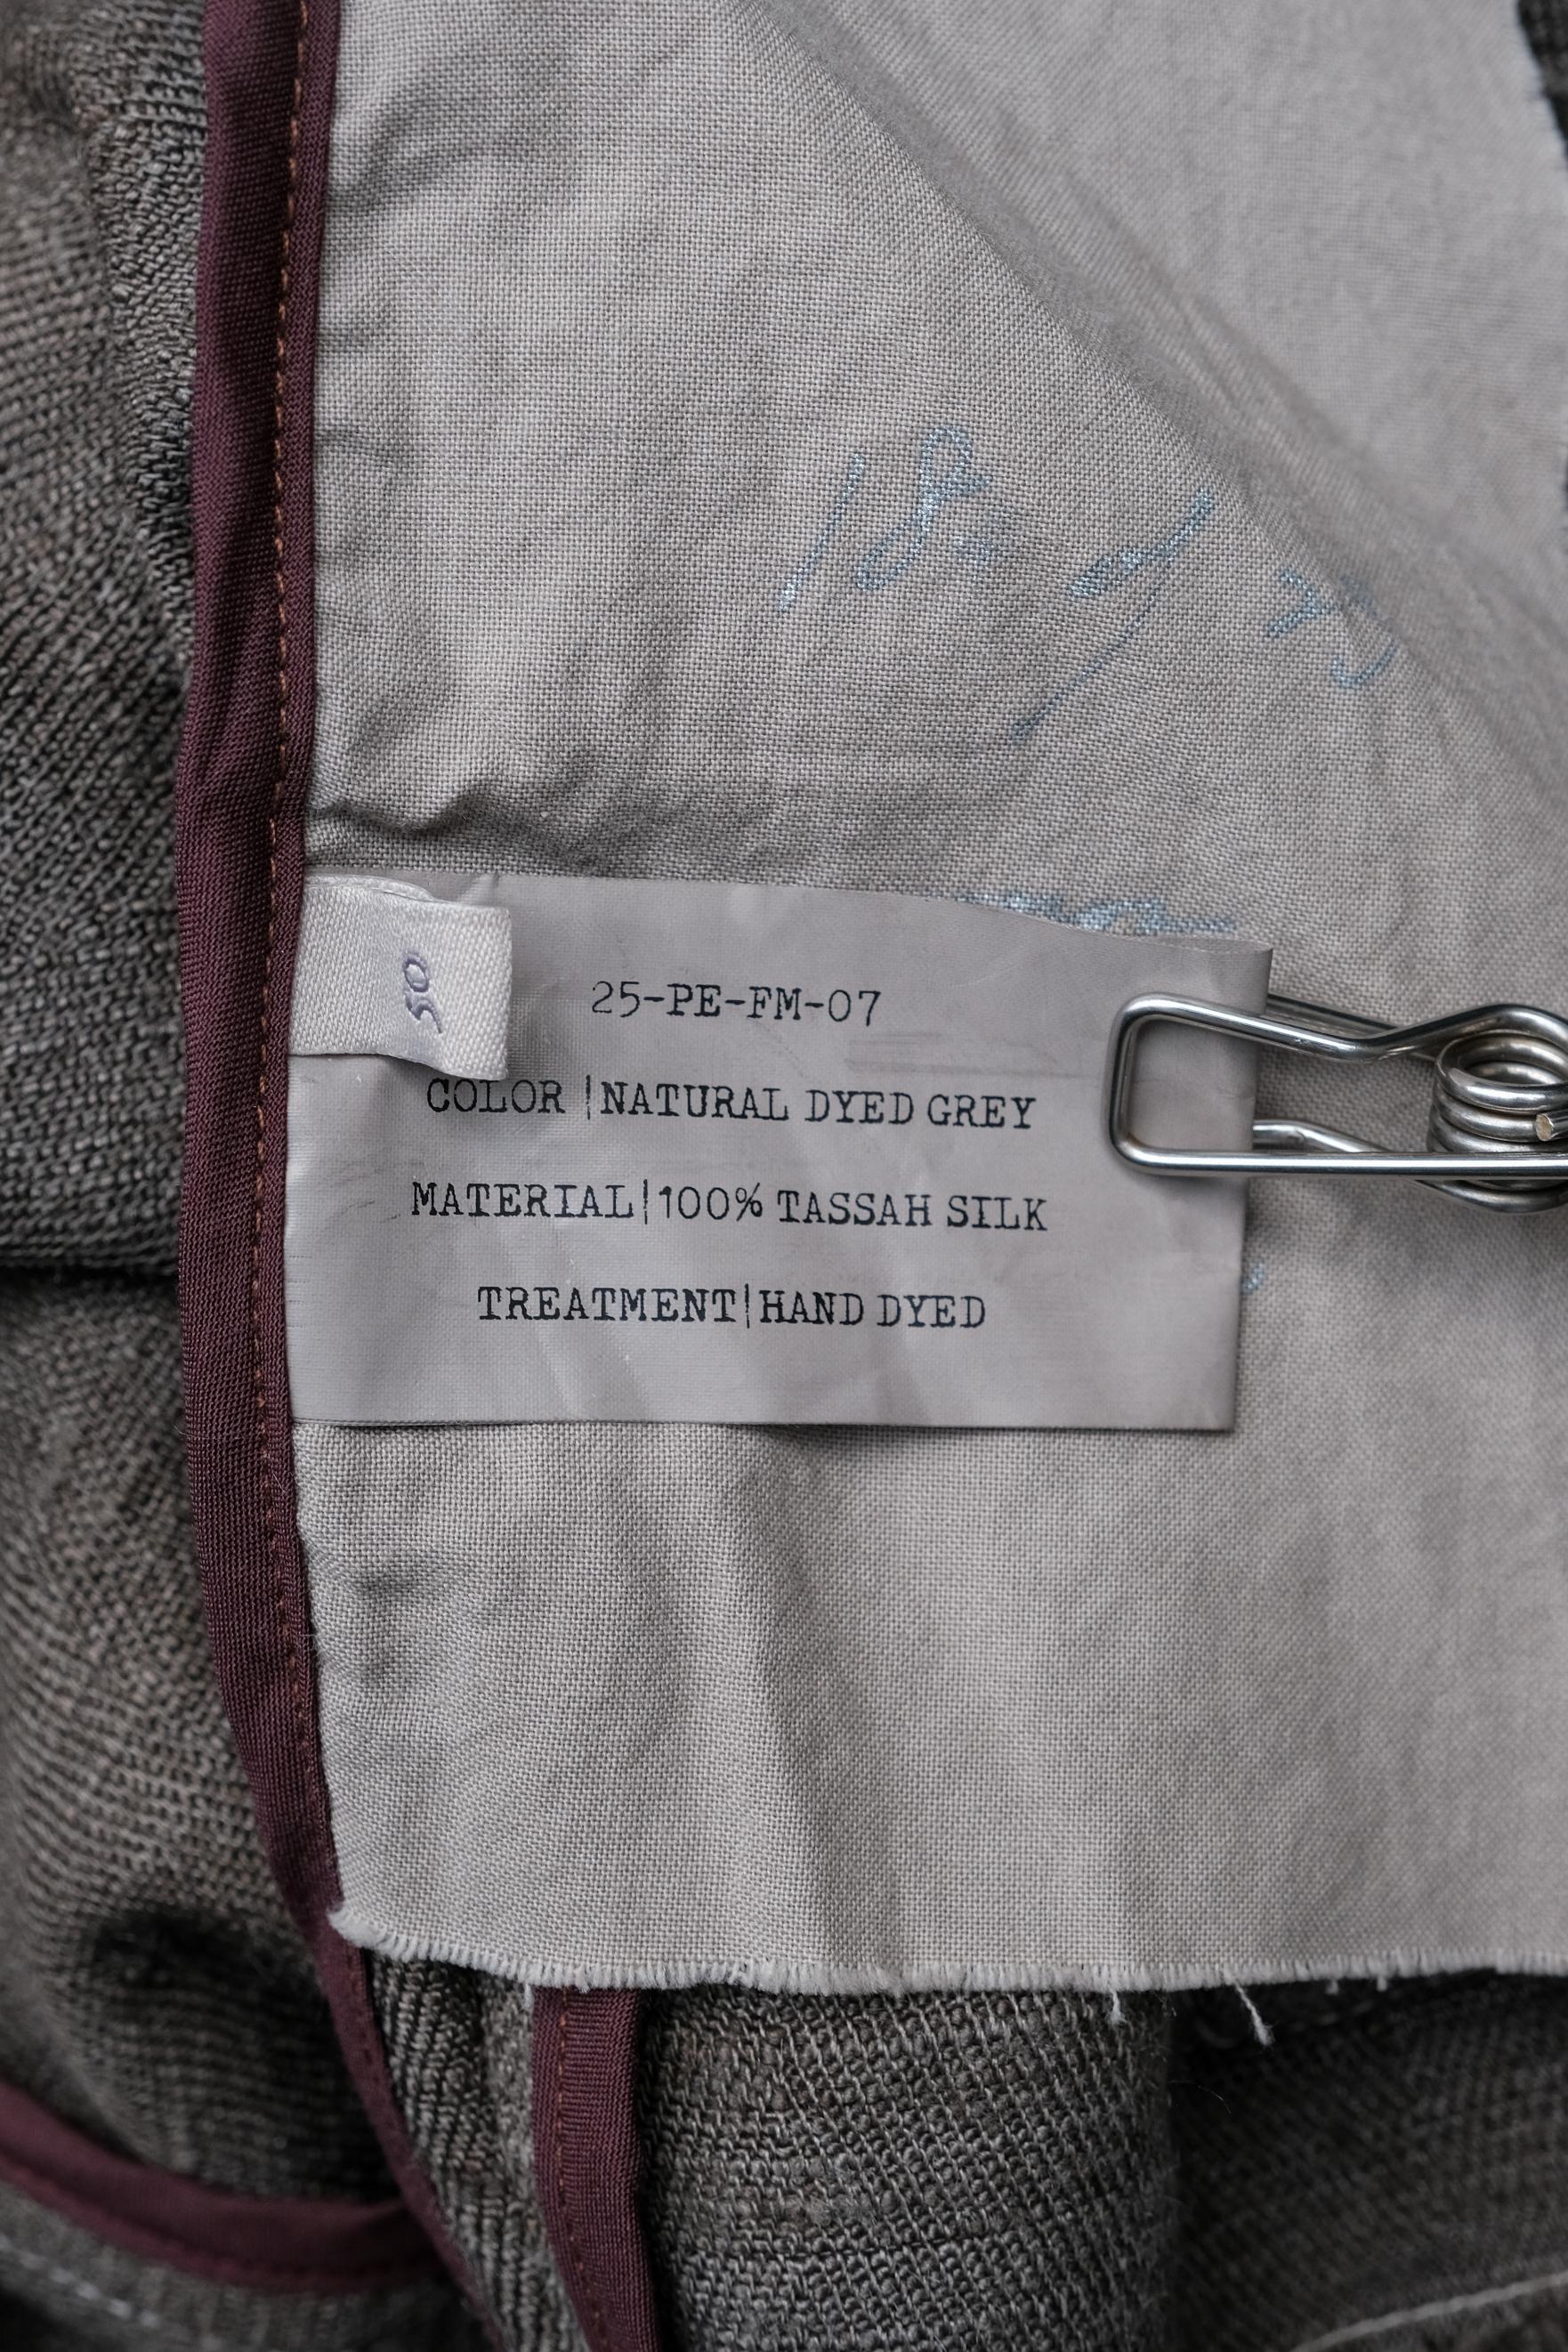 50
25-PE-FM-07
COLOR |NATURAL DYED GREY
MATERIAL|100% TASSAH SILK
TREATMENT|HAND DYED